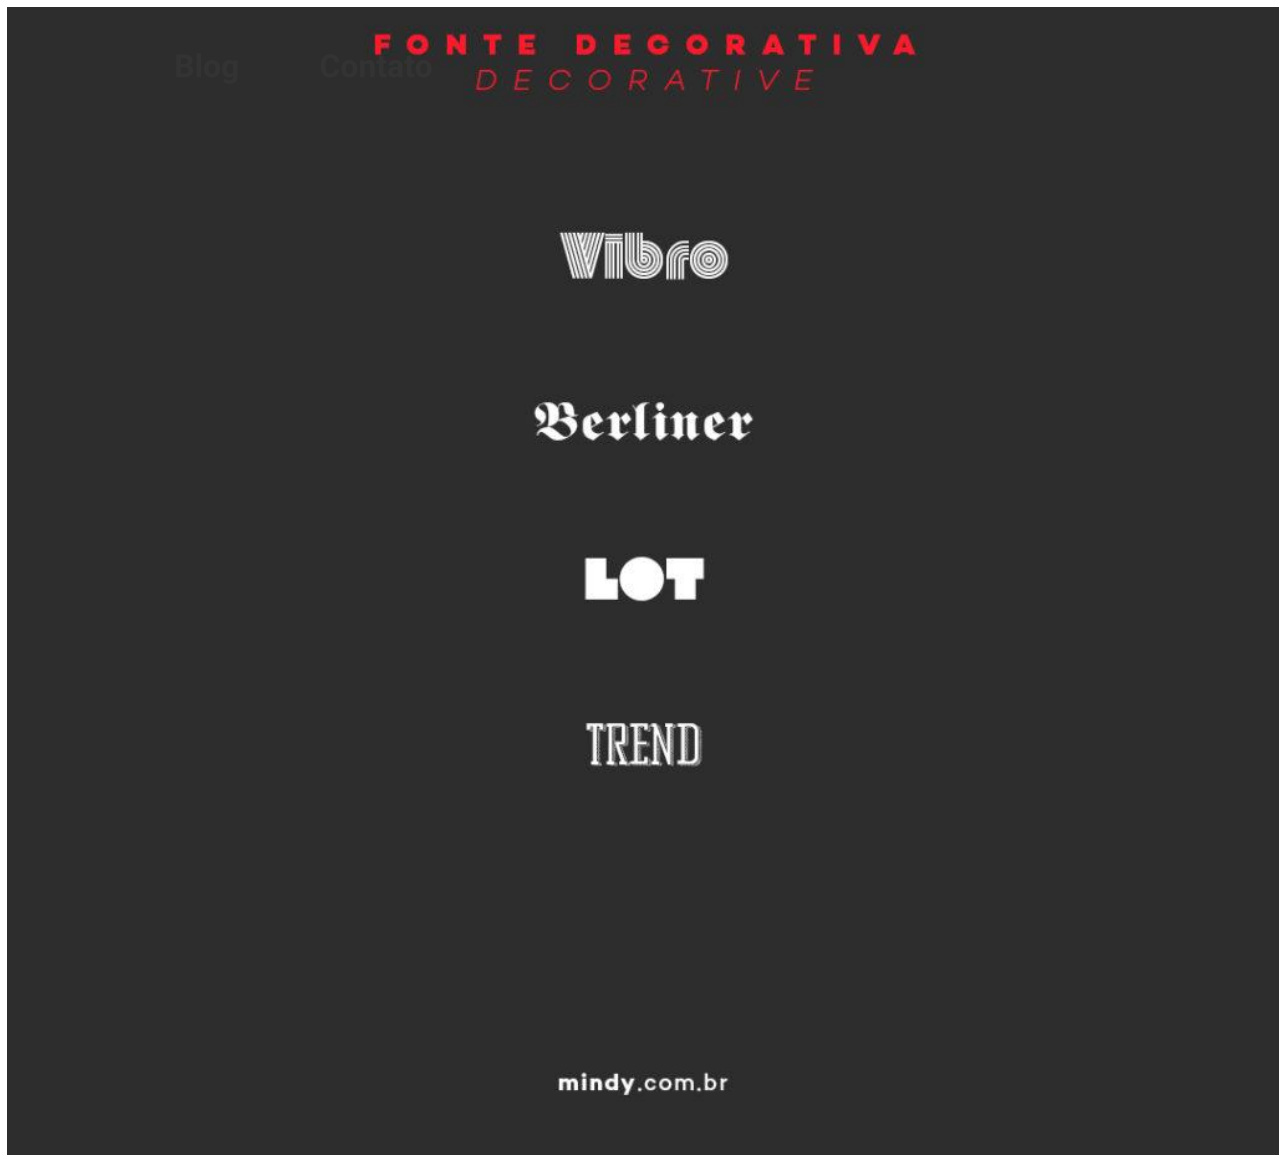 FONTE DECORATIVA
Blog Contato
DECORATIVE
Vibro
Berliner
LOT
TREND
mindy.com.br